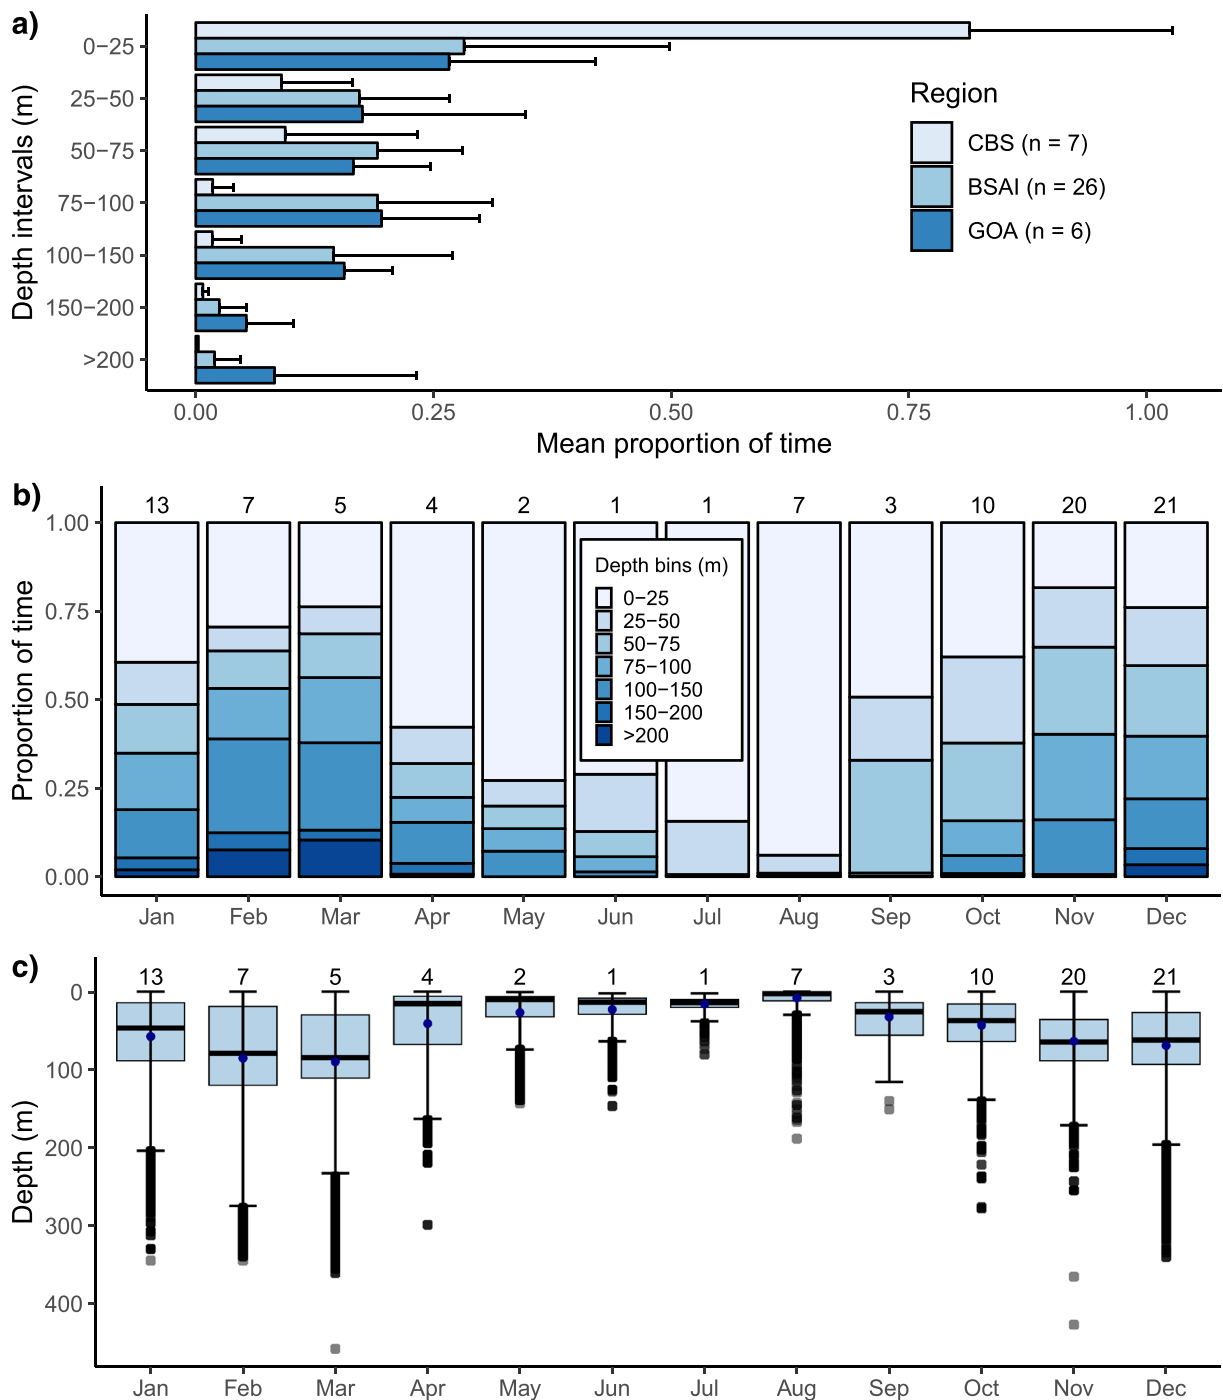 a)
0−25
25−50
50−75
75−100
100−150
150−200
>200
Depth intervals (m)
0.00 0.25 0.50 0.75 1.00
Mean proportion of time
Region
CBS (n = 7)
BSAI (n = 26)
GOA (n = 6)
b)
13 7 5 4 2 1 1 7 3 10 20 21
1.00
0.75
0.50
0.25
0.00
Proportion of time
Depth bins (m)
0−25
25−50
50−75
75−100
100−150
150−200
>200
Jan Feb Mar Apr May Jun Jul Aug Sep Oct Nov Dec
c)
13 7 5 4 2 1 1 7 3 10 20 21
0
100
200
300
400
Depth (m)
Jan Feb Mar Apr May Jun Jul Aug Sep Oct Nov Dec